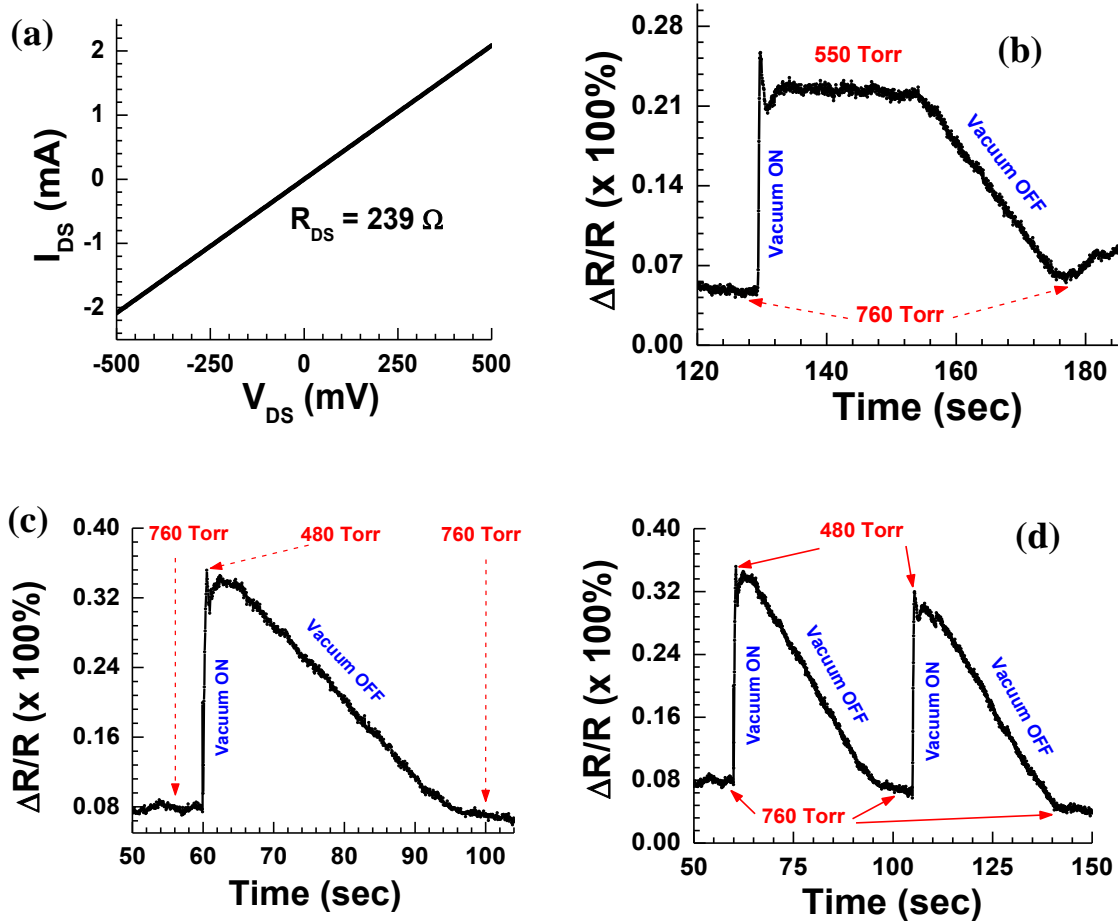 (a)
I_DS (mA)
2
1
0
-1
-2
R_DS = 239 Ω
-500 -250 0 250 500
V_DS (mV)
(b)
ΔR/R (x 100%)
0.28
0.21
0.14
0.07
0.00
550 Torr
Vacuum ON
Vacuum OFF
760 Torr
120 140 160 180
Time (sec)
(c)
ΔR/R (x 100%)
0.40
0.32
0.24
0.16
0.08
760 Torr 480 Torr 760 Torr
Vacuum ON
Vacuum OFF
50 60 70 80 90 100
Time (sec)
(d)
ΔR/R (x 100%)
0.40
0.32
0.24
0.16
0.08
0.00
480 Torr
Vacuum ON
Vacuum OFF
Vacuum ON
Vacuum OFF
760 Torr
50 75 100 125 150
Time (sec)